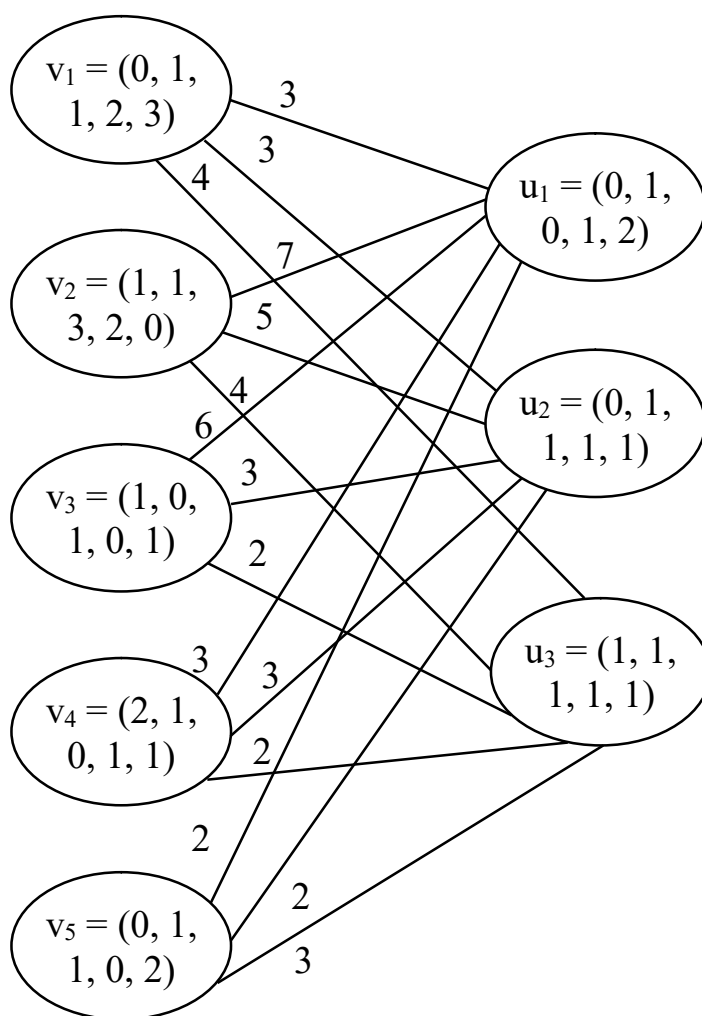 v₁ = (0, 1,
1, 2, 3)
3
3
4
u₁ = (0, 1,
0, 1, 2)
v₂ = (1, 1,
3, 2, 0)
7
5
4
6
u₂ = (0, 1,
1, 1, 1)
v₃ = (1, 0,
1, 0, 1)
3
2
u₃ = (1, 1,
1, 1, 1)
v₄ = (2, 1,
0, 1, 1)
3
3
2
v₅ = (0, 1,
1, 0, 2)
2
2
3